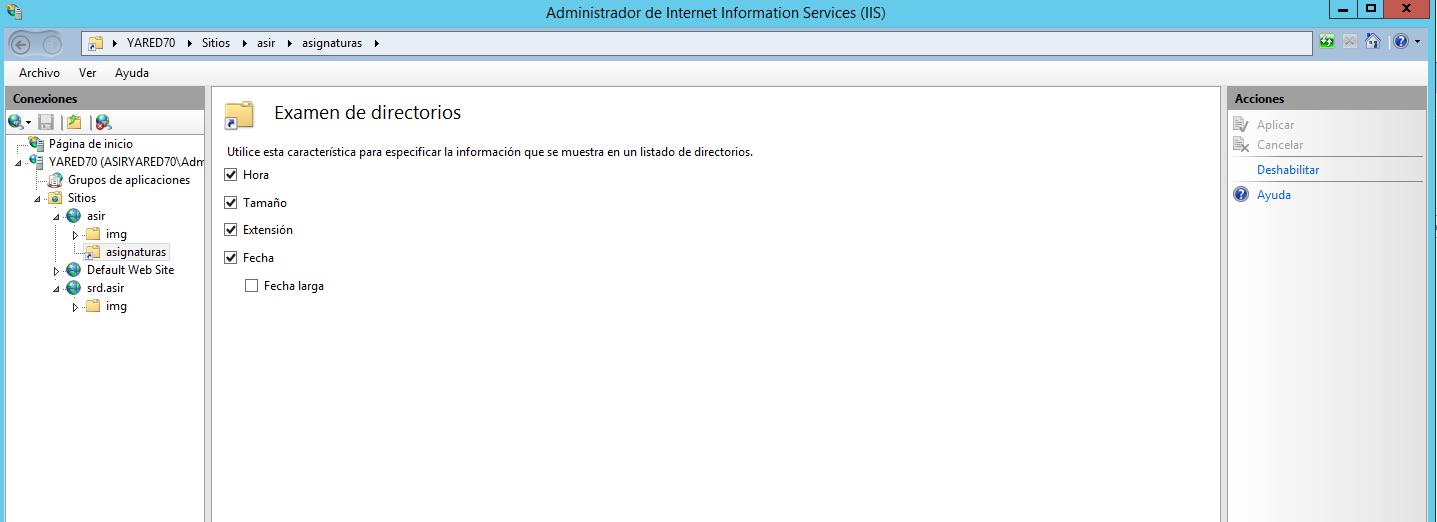 Administrador de Internet Information Services (IIS)
YARED70 Sitios asir asignaturas
Archivo Ver Ayuda
Conexiones
Página de inicio
YARED70 (ASIRYARED70\Adm
Grupos de aplicaciones
Sitios
asir
img
asignaturas
Default Web Site
srd.asir
img
Examen de directorios
Utilice esta característica para especificar la información que se muestra en un listado de directorios.
Hora
Tamaño
Extensión
Fecha
Fecha larga
Acciones
Aplicar
Cancelar
Deshabilitar
Ayuda